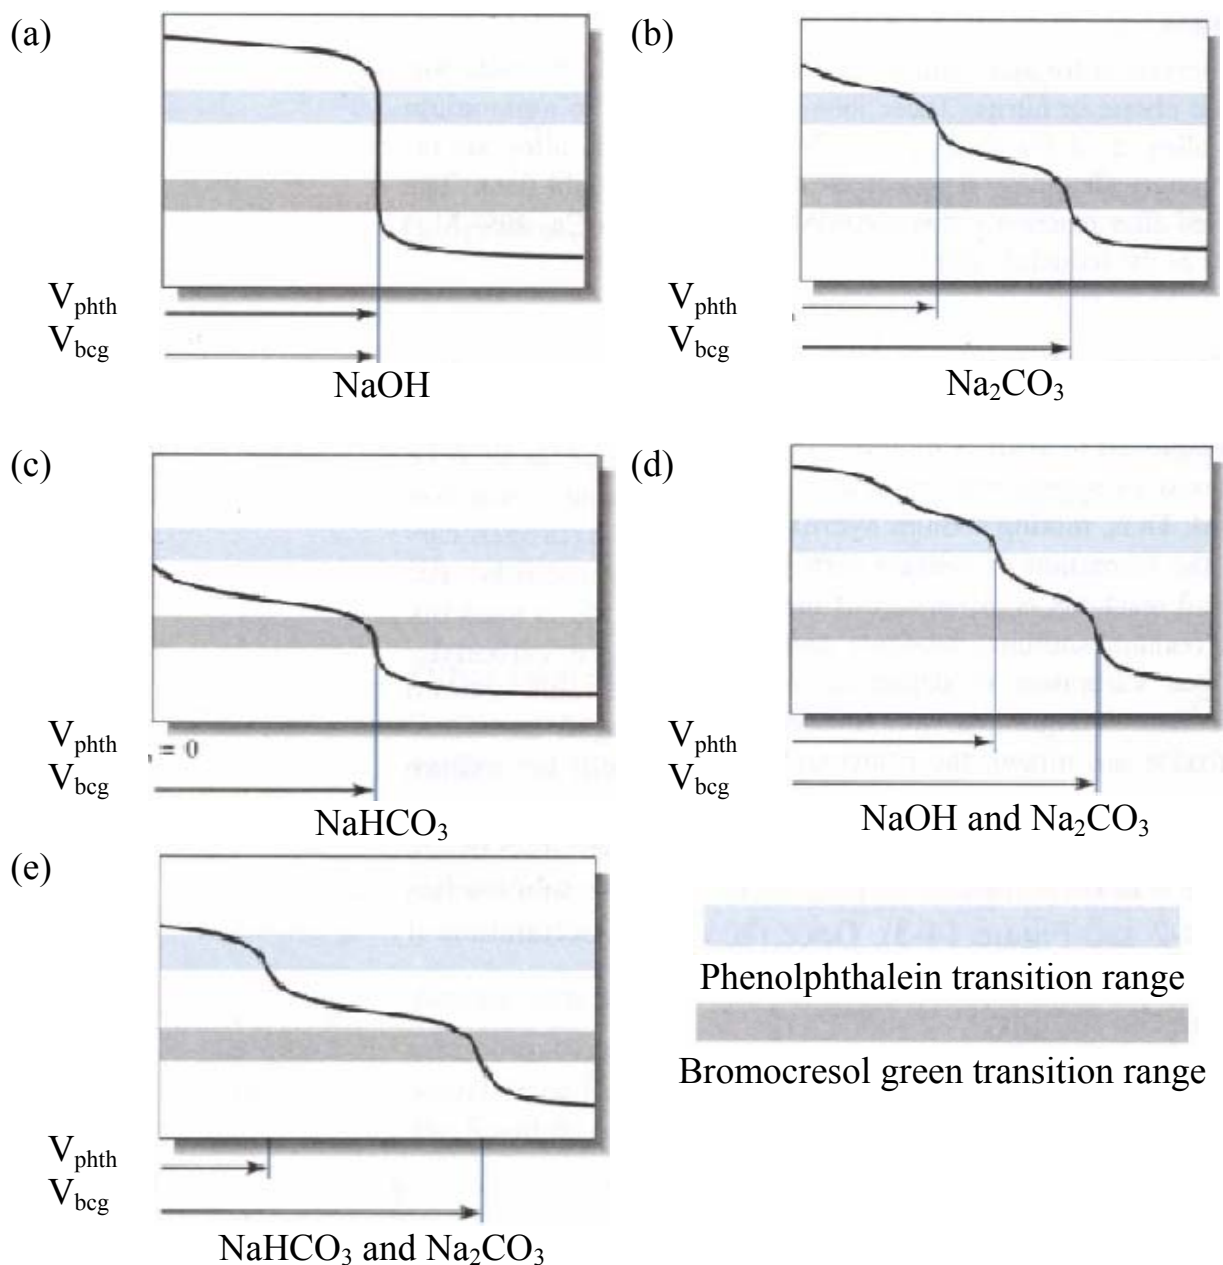 (a)
V_phth
V_bcg
NaOH
(b)
V_phth
V_bcg
Na₂CO₃
(c)
V_phth
= 0
V_bcg
NaHCO₃
(d)
V_phth
V_bcg
NaOH and Na₂CO₃
(e)
V_phth
V_bcg
NaHCO₃ and Na₂CO₃
Phenolphthalein transition range
Bromocresol green transition range